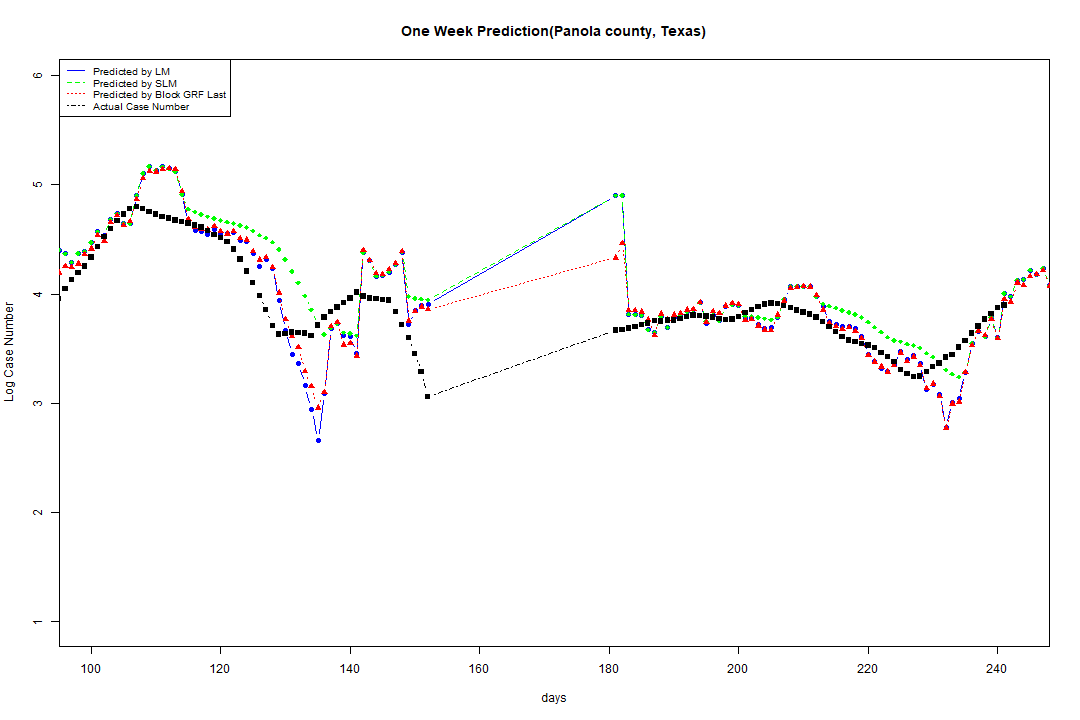 One Week Prediction(Panola county, Texas)
Predicted by LM
Predicted by SLM
Predicted by Block GRF Last
Actual Case Number
6
5
4
3
2
1
Log Case Number
100 120 140 160 180 200 220 240
days